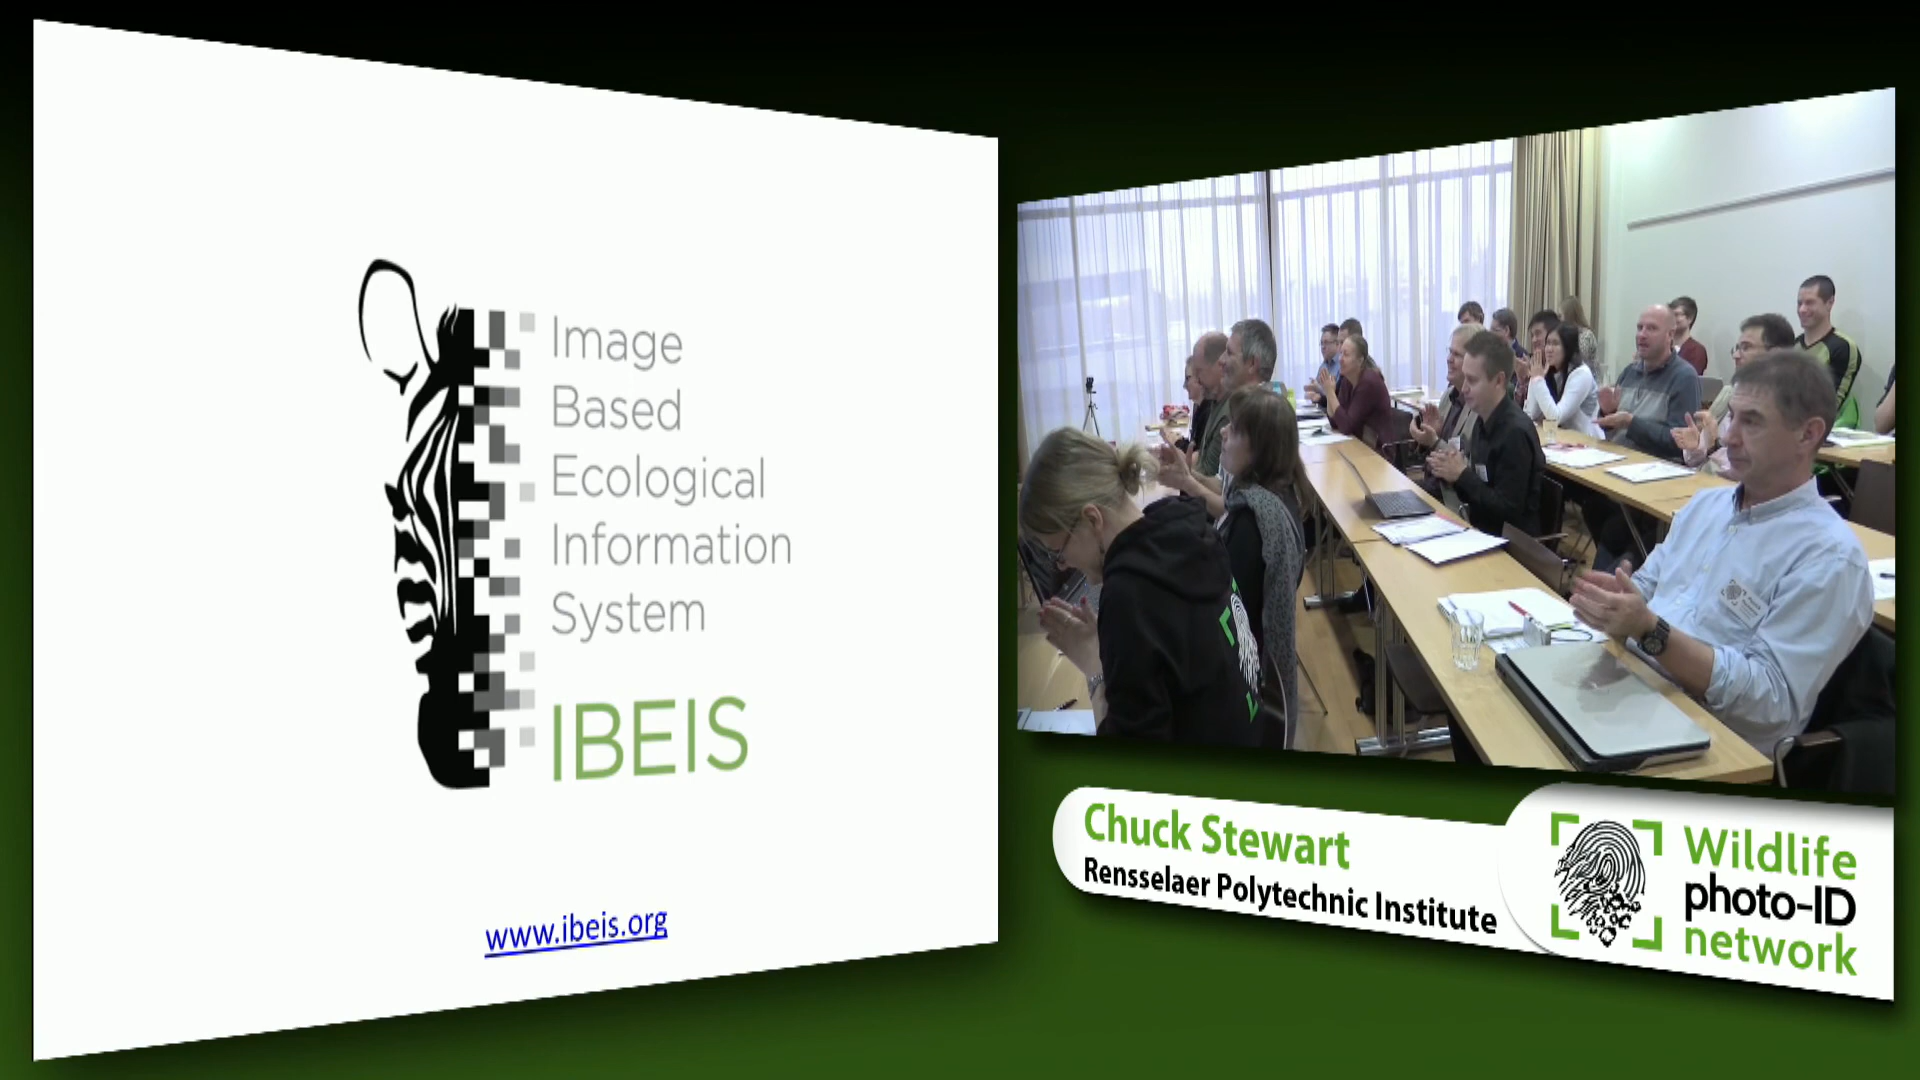 Image
Based
Ecological
Information
System
IBEIS
www.ibeis.org
Chuck Stewart
Rensselaer Polytechnic Institute
Wildlife
photo-ID
network